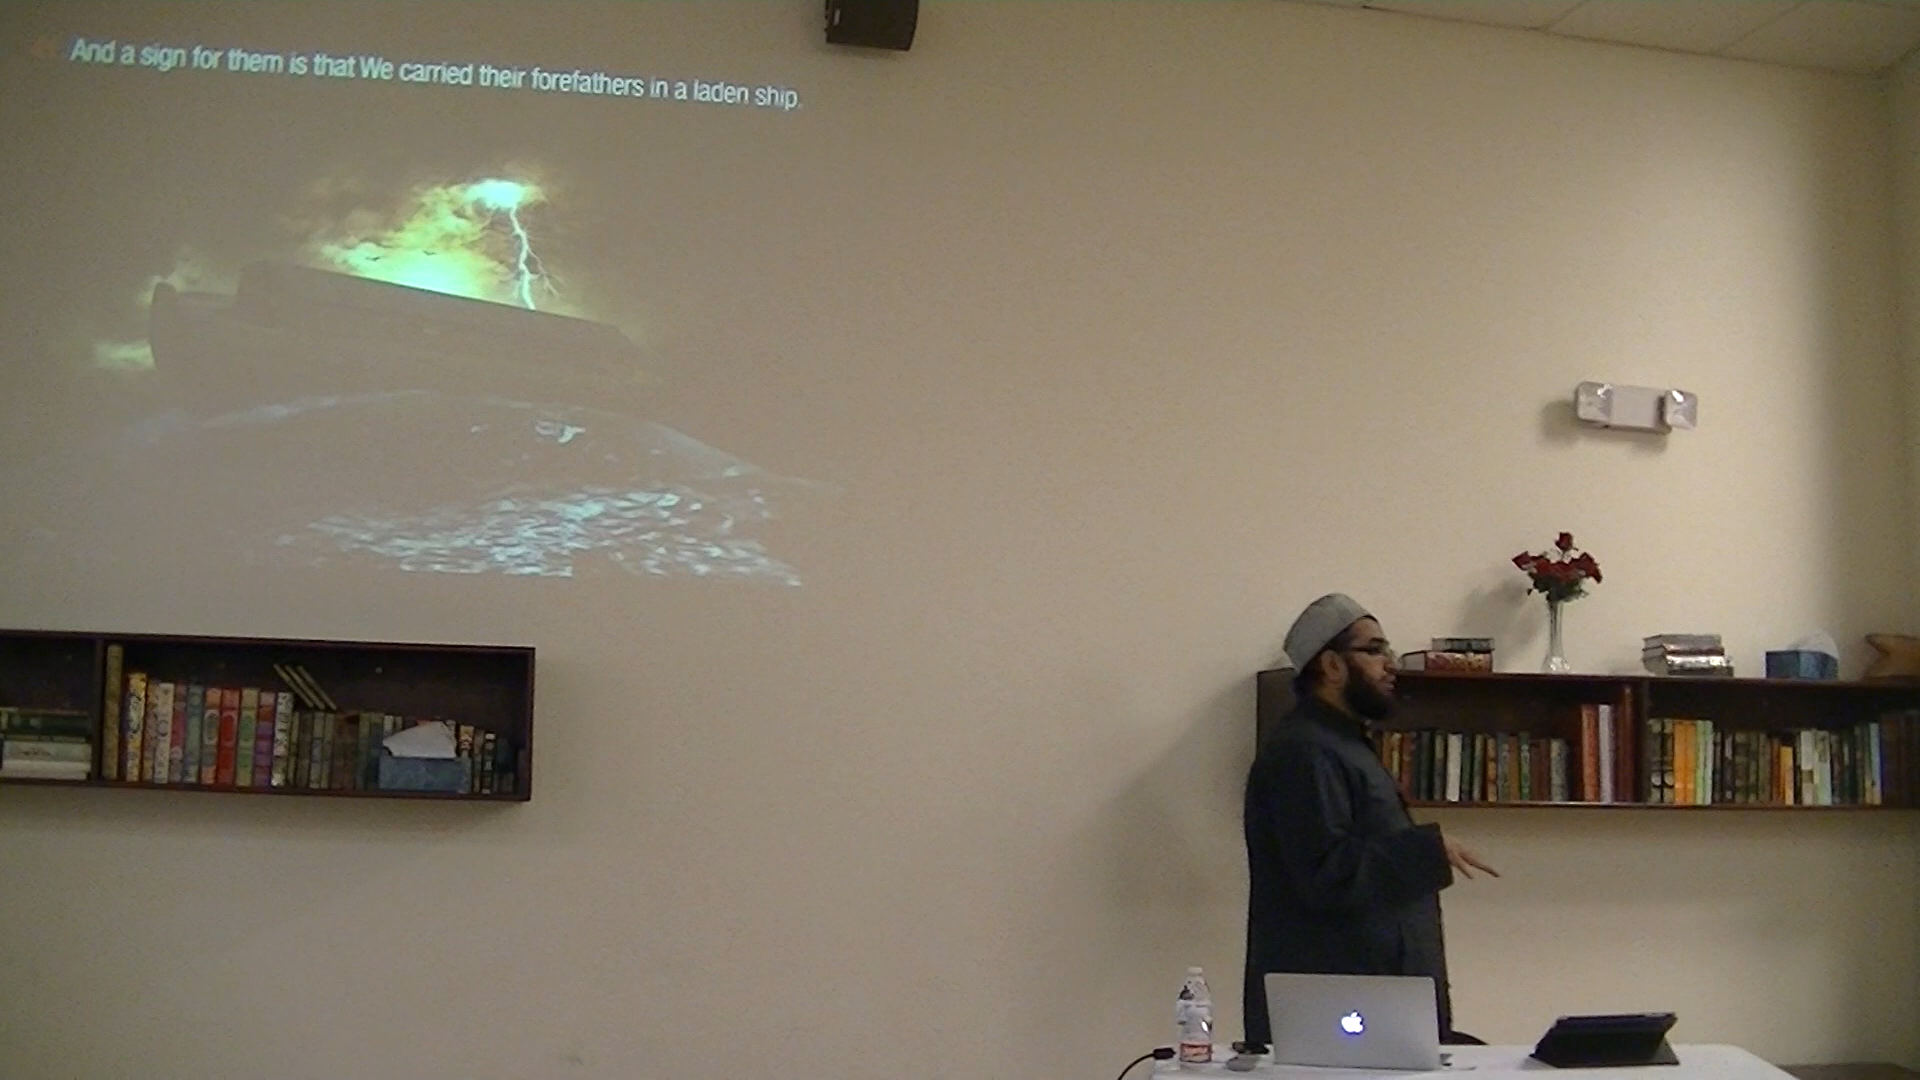 And a sign for them is that We carried their forefathers in a laden ship.